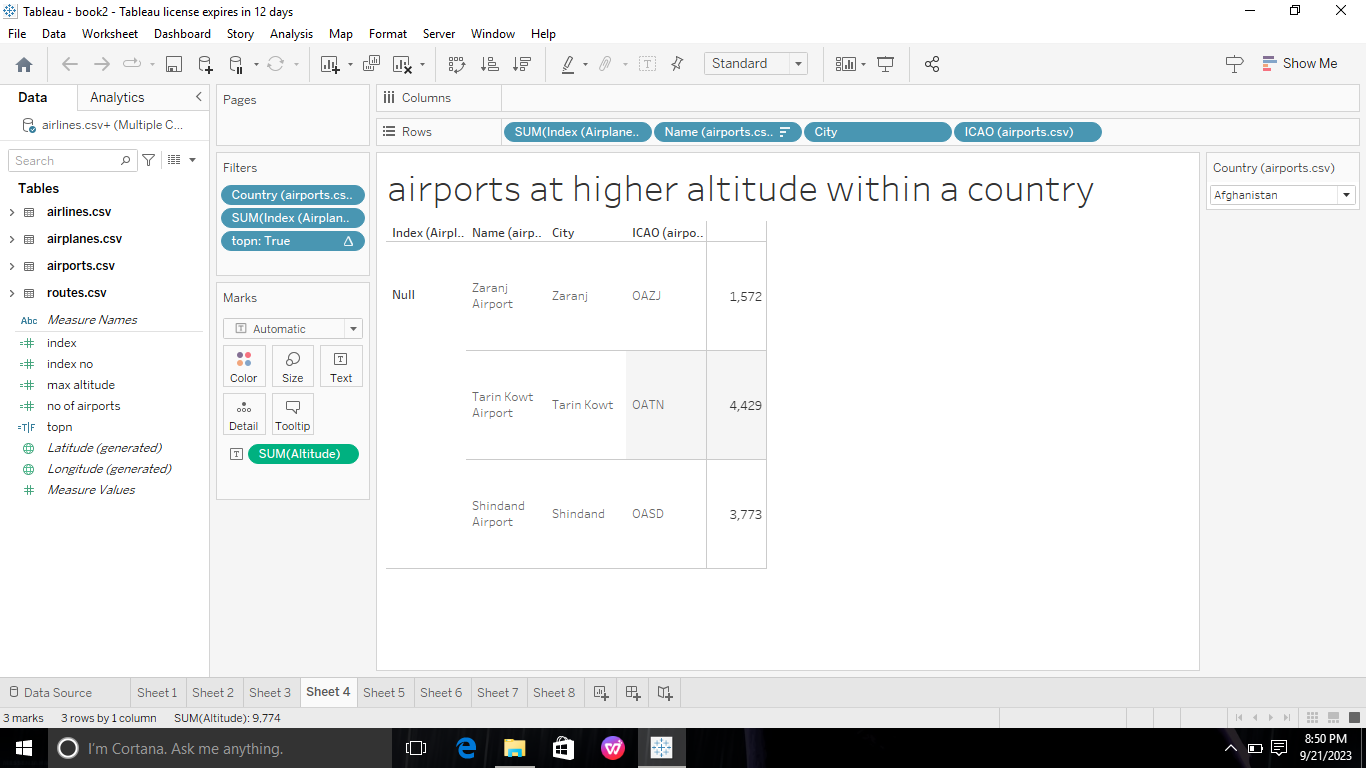 Tableau - book2 - Tableau license expires in 12 days
File Data Worksheet Dashboard Story Analysis Map Format Server Window Help
Standard
Show Me
Data Analytics
airlines.csv+ (Multiple C...
Search
Tables
airlines.csv
airplanes.csv
airports.csv
routes.csv
Abc Measure Names
=# index
=# index no
=# max altitude
=# no of airports
=T|F topn
Latitude (generated)
Longitude (generated)
# Measure Values
Pages
Filters
Country (airports.cs..
SUM(Index (Airplan..
topn: True Δ
Marks
T Automatic
Color Size Text
Detail Tooltip
T SUM(Altitude)
Columns
Rows SUM(Index (Airplane.. Name (airports.cs.. City ICAO (airports.csv)
airports at higher altitude within a country
Index (Airpl.. Name (airp.. City ICAO (airpo..
Null Zaranj Airport Zaranj OAZJ 1,572
Tarin Kowt Airport Tarin Kowt OATN 4,429
Shindand Airport Shindand OASD 3,773
Country (airports.csv)
Afghanistan
Data Source Sheet 1 Sheet 2 Sheet 3 Sheet 4 Sheet 5 Sheet 6 Sheet 7 Sheet 8
3 marks 3 rows by 1 column SUM(Altitude): 9,774
I'm Cortana. Ask me anything.
8:50 PM
9/21/2023